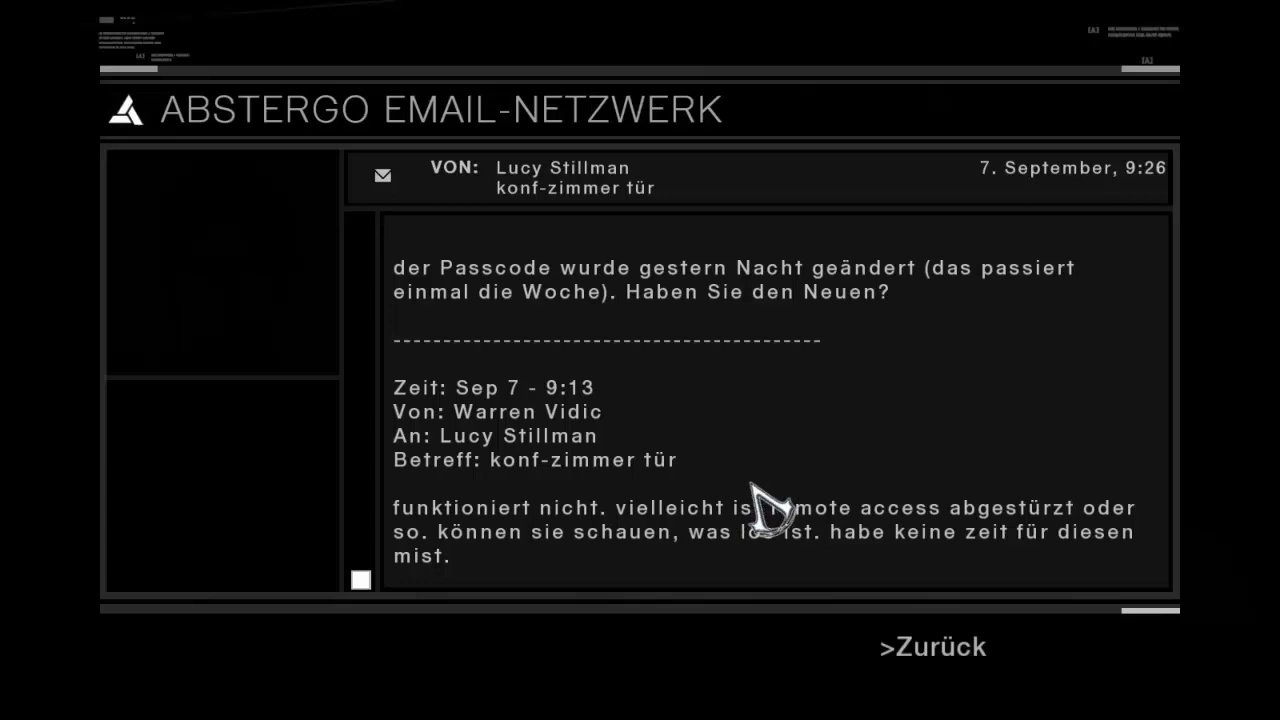 ABSTERGO EMAIL-NETZWERK
VON: Lucy Stillman 7. September, 9:26
konf-zimmer tür
der Passcode wurde gestern Nacht geändert (das passiert
einmal die Woche). Haben Sie den Neuen?
-------------------------------------------
Zeit: Sep 7 - 9:13
Von: Warren Vidic
An: Lucy Stillman
Betreff: konf-zimmer tür
funktioniert nicht. vielleicht access abgestürzt oder
so. können sie schauen, was ist. habe keine zeit für diesen
mist.
>Zurück